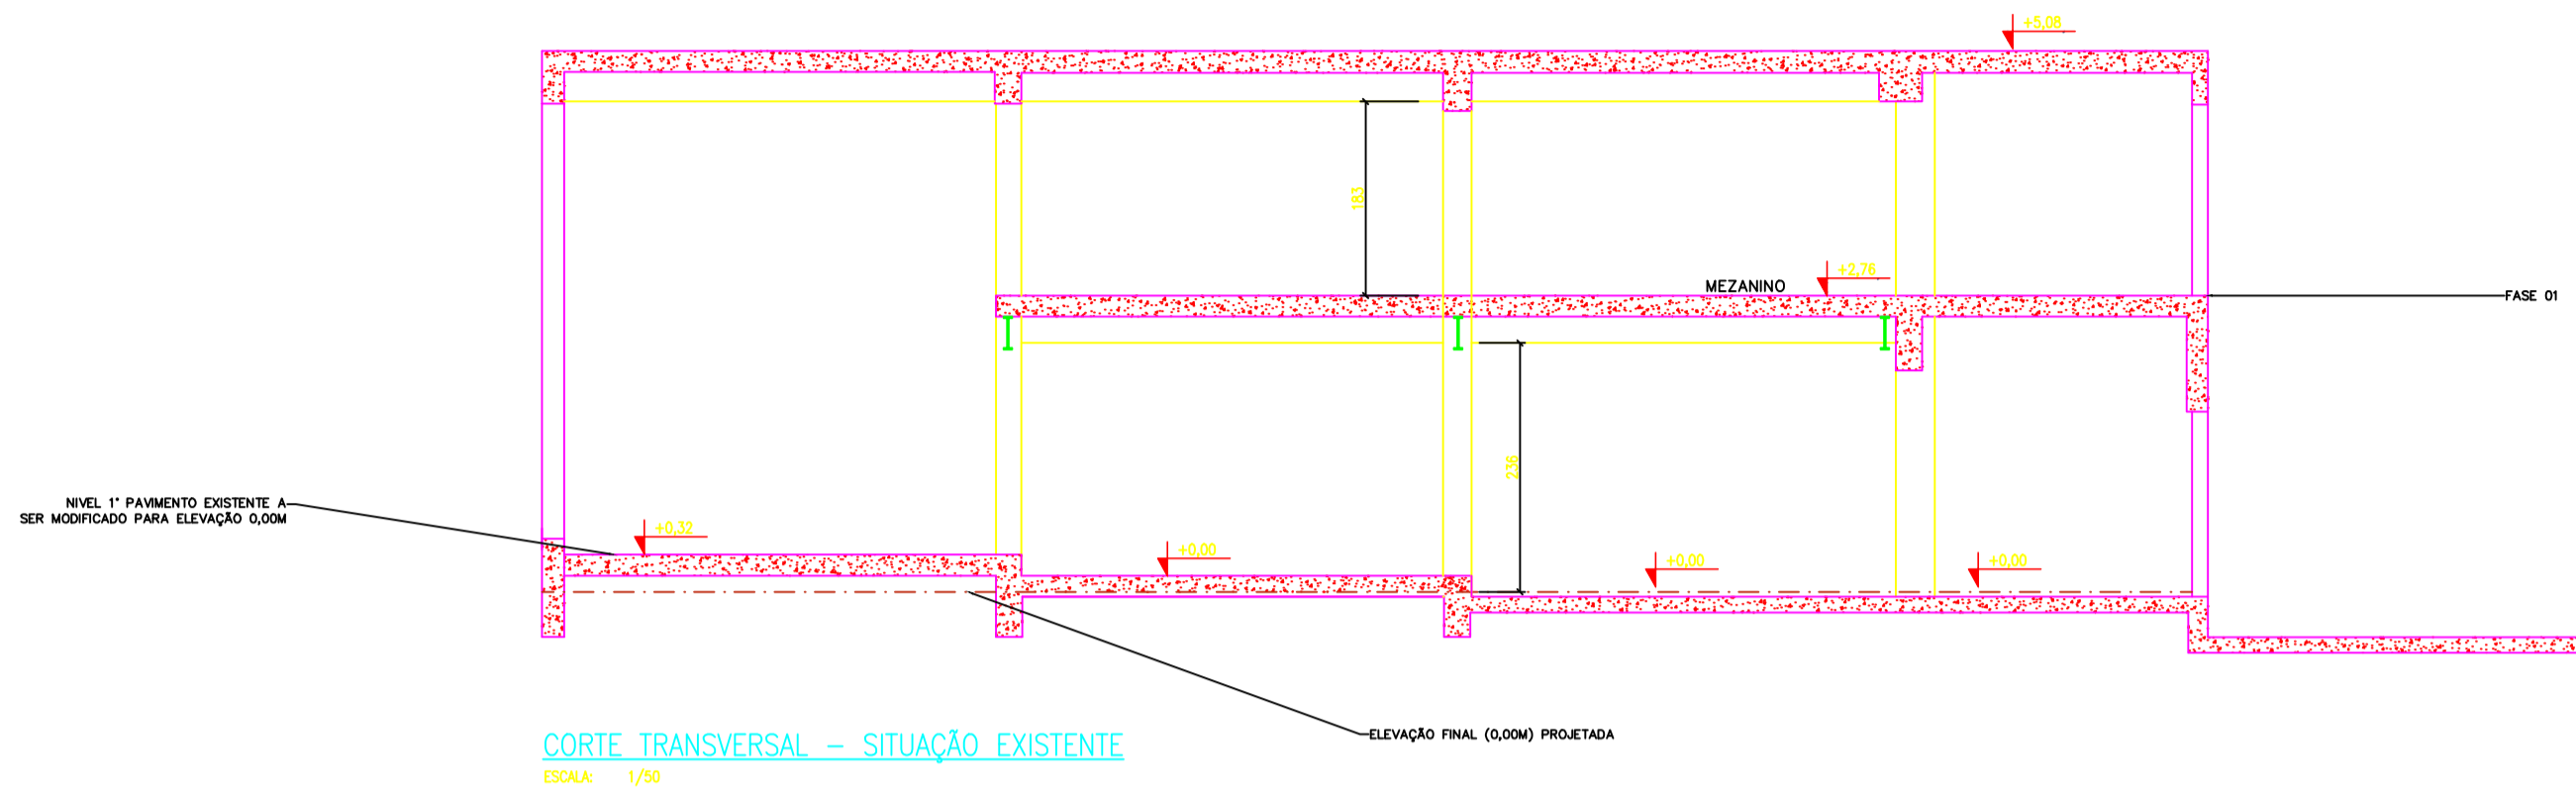 +5,08
183
MEZANINO
+2,76
FASE 01
236
NIVEL 1° PAVIMENTO EXISTENTE A
SER MODIFICADO PARA ELEVAÇÃO 0,00M
+0,32
+0,00
+0,00
+0,00
ELEVAÇÃO FINAL (0,00M) PROJETADA
CORTE TRANSVERSAL – SITUAÇÃO EXISTENTE
ESCALA: 1/50